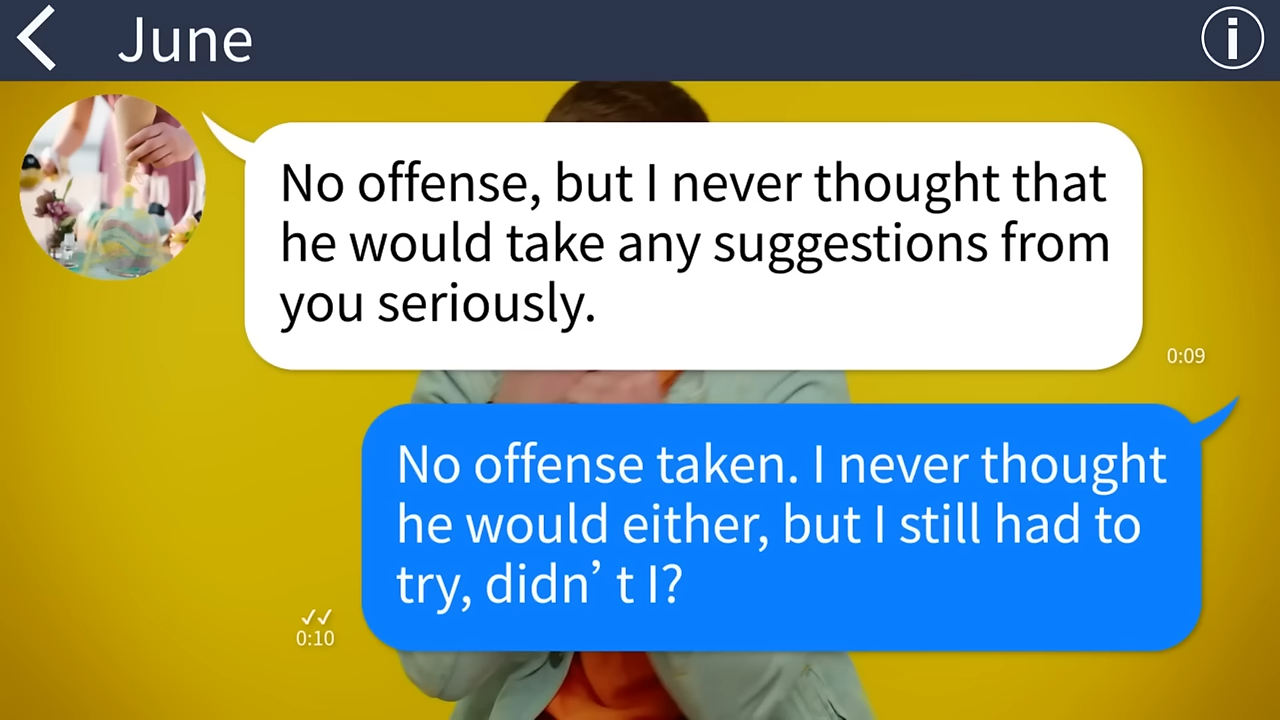 June
No offense, but I never thought that
he would take any suggestions from
you seriously.
0:09
No offense taken. I never thought
he would either, but I still had to
try, didn’ t I?
0:10